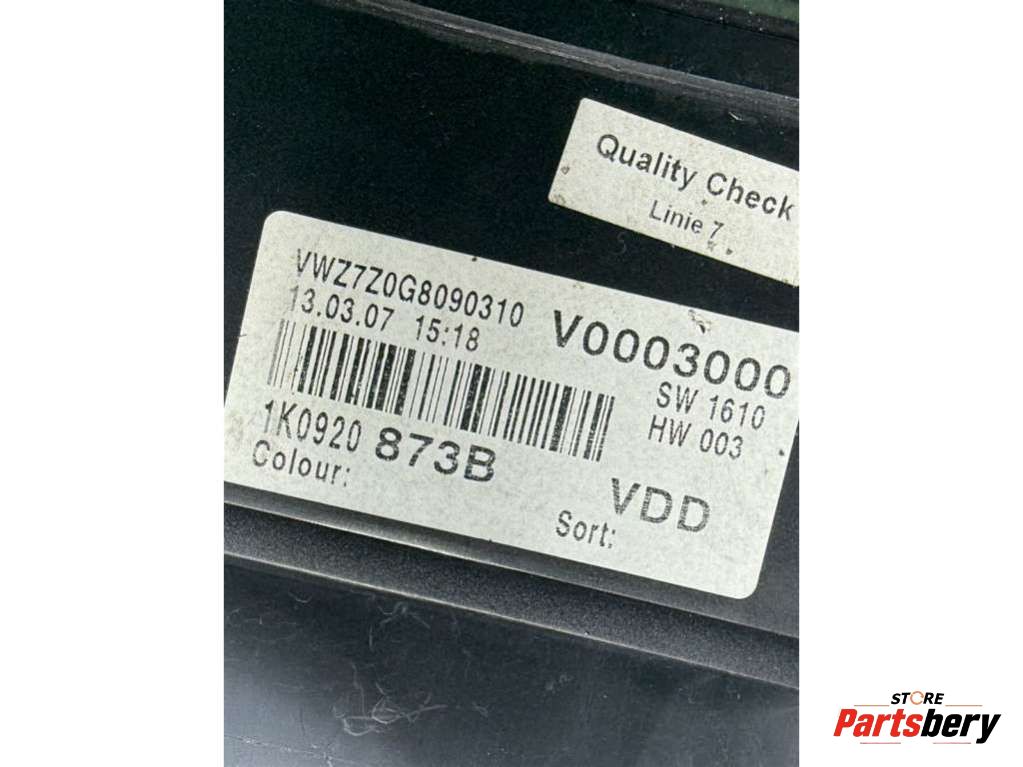 Quality Check
Linie 7
VWZ7Z0G8090310
13.03.07 15:18
V0003000
SW 1610
HW 003
1K0920 873B
Colour:
VDD
Sort:
STORE
Partsbery